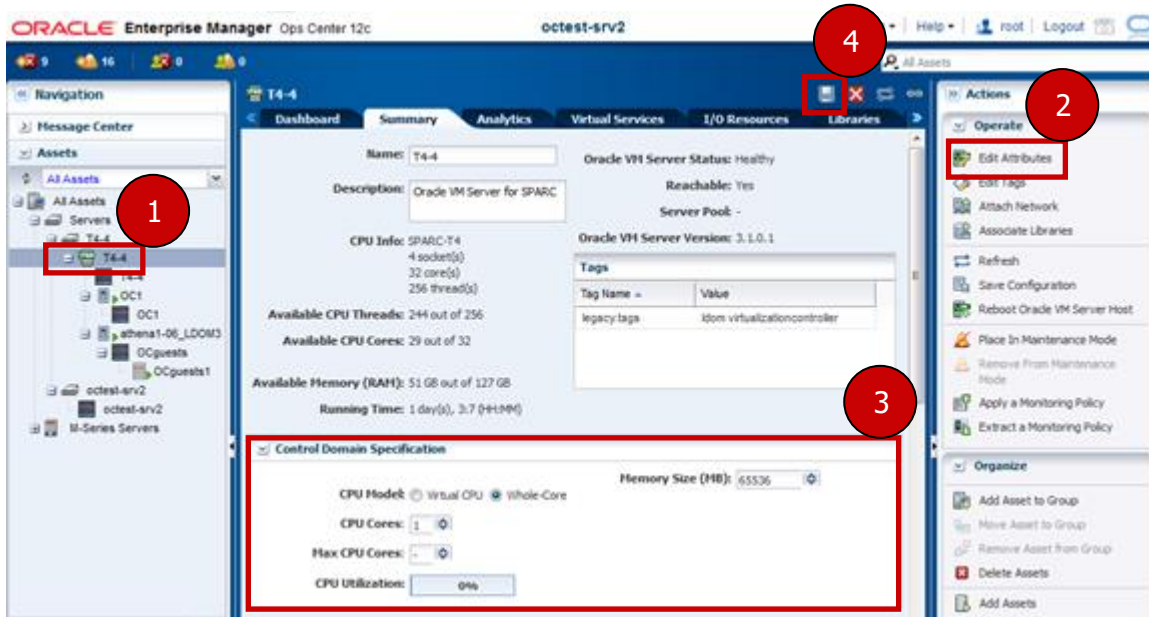 ORACLE Enterprise Manager Ops Center 12c
octest-srv2
Help root Logout
9 16 0 0
All Assets
4
Navigation
Message Center
Assets
All Assets
All Assets
Servers
T4-4
T4-4
T4-4
OC1
OC1
athena1-06_LDOM3
OCguests
OCguests1
octest-srv2
octest-srv2
M-Series Servers
1
T4-4
Dashboard Summary Analytics Virtual Services I/O Resources Libraries
Name: T4-4
Description: Oracle VM Server for SPARC
CPU Info: SPARC-T4
4 socket(s)
32 core(s)
256 thread(s)
Available CPU Threads: 244 out of 256
Available CPU Cores: 29 out of 32
Available Memory (RAM): 51 GB out of 127 GB
Running Time: 1 day(s), 3:7 (HH:MM)
Oracle VM Server Status: Healthy
Reachable: Yes
Server Pool: -
Oracle VM Server Version: 3.1.0.1
Tags
Tag Name Value
legacy.tags ldom virtualizationcontroller
3
Control Domain Specification
CPU Model: Virtual CPU Whole-Core
CPU Cores: 1
Max CPU Cores: -
CPU Utilization: 0%
Memory Size (MB): 65536
Actions
2
Operate
Edit Attributes
Edit Tags
Attach Network
Associate Libraries
Refresh
Save Configuration
Reboot Oracle VM Server Host
Place In Maintenance Mode
Remove From Maintenance
Mode
Apply a Monitoring Policy
Extract a Monitoring Policy
Organize
Add Asset to Group
Move Asset to Group
Remove Asset from Group
Delete Assets
Add Assets